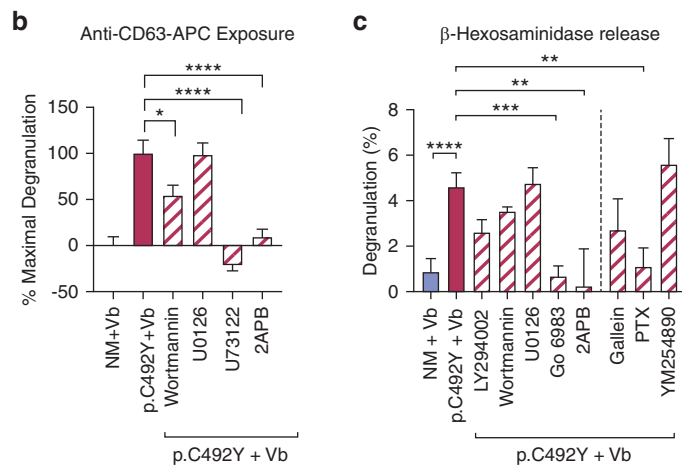 b
Anti-CD63-APC Exposure
****
****
*
% Maximal Degranulation
150
100
50
0
-50
NM+Vb
p.C492Y+Vb
Wortmannin
U0126
U73122
2APB
p.C492Y + Vb
c
β-Hexosaminidase release
**
**
***
****
Degranulation (%)
8
6
4
2
0
NM + Vb
p.C492Y + Vb
LY294002
Wortmannin
U0126
Go 6983
2APB
Gallein
PTX
YM254890
p.C492Y + Vb